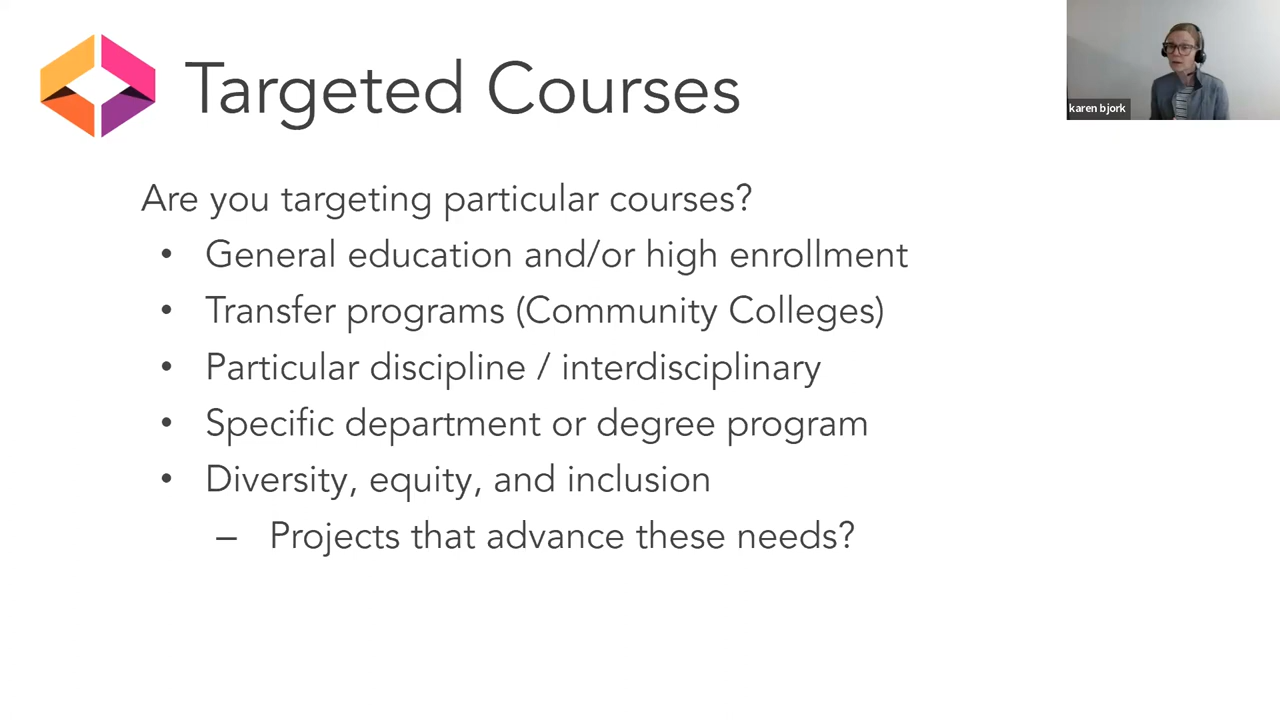 Targeted Courses
karen bjork
Are you targeting particular courses?
• General education and/or high enrollment
• Transfer programs (Community Colleges)
• Particular discipline / interdisciplinary
• Specific department or degree program
• Diversity, equity, and inclusion
– Projects that advance these needs?